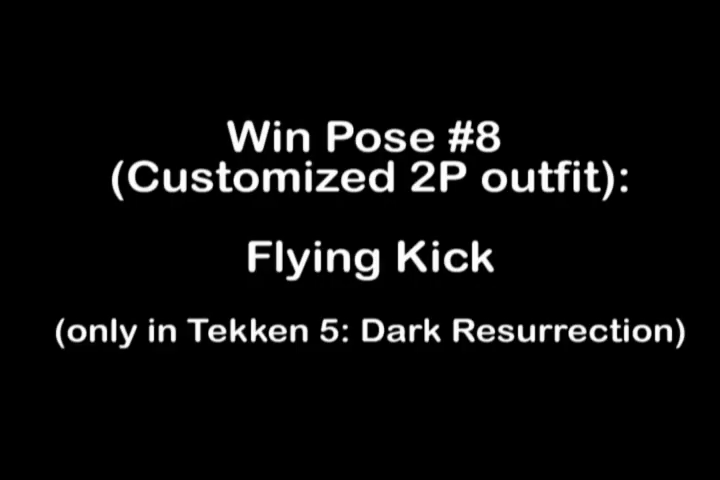 Win Pose #8
(Customized 2P outfit):
Flying Kick
(only in Tekken 5: Dark Resurrection)